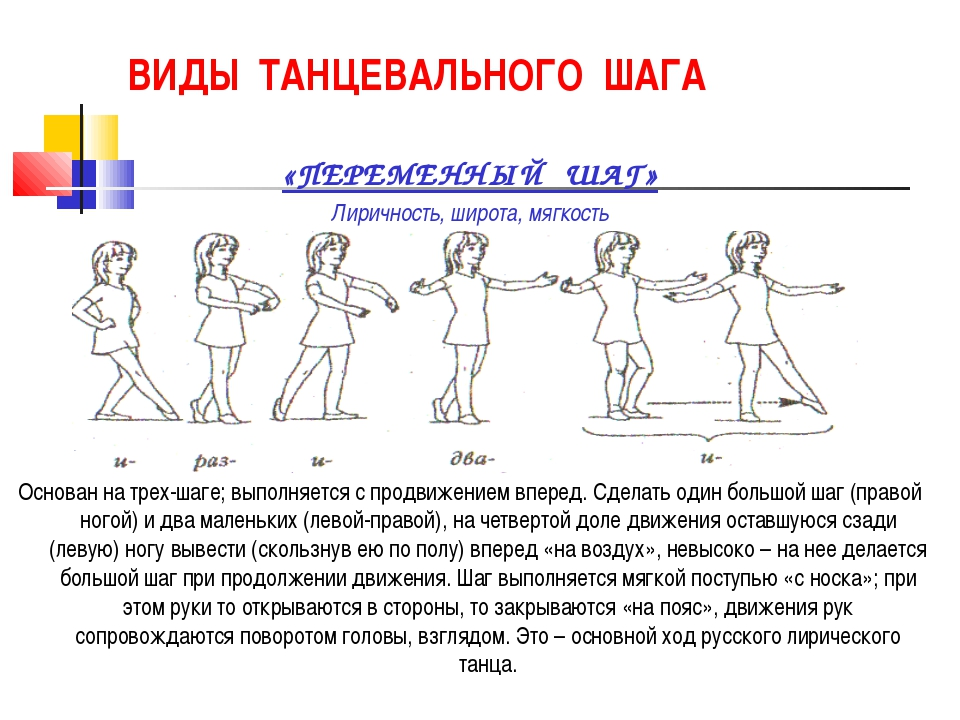 ВИДЫ ТАНЦЕВАЛЬНОГО ШАГА
«ПЕРЕМЕННЫЙ ШАГ»
Лиричность, широта, мягкость
и- раз- и- два- и-
Основан на трех-шаге; выполняется с продвижением вперед. Сделать один большой шаг (правой
ногой) и два маленьких (левой-правой), на четвертой доле движения оставшуюся сзади
(левую) ногу вывести (скользнув ею по полу) вперед «на воздух», невысоко – на нее делается
большой шаг при продолжении движения. Шаг выполняется мягкой поступью «с носка»; при
этом руки то открываются в стороны, то закрываются «на пояс», движения рук
сопровождаются поворотом головы, взглядом. Это – основной ход русского лирического
танца.